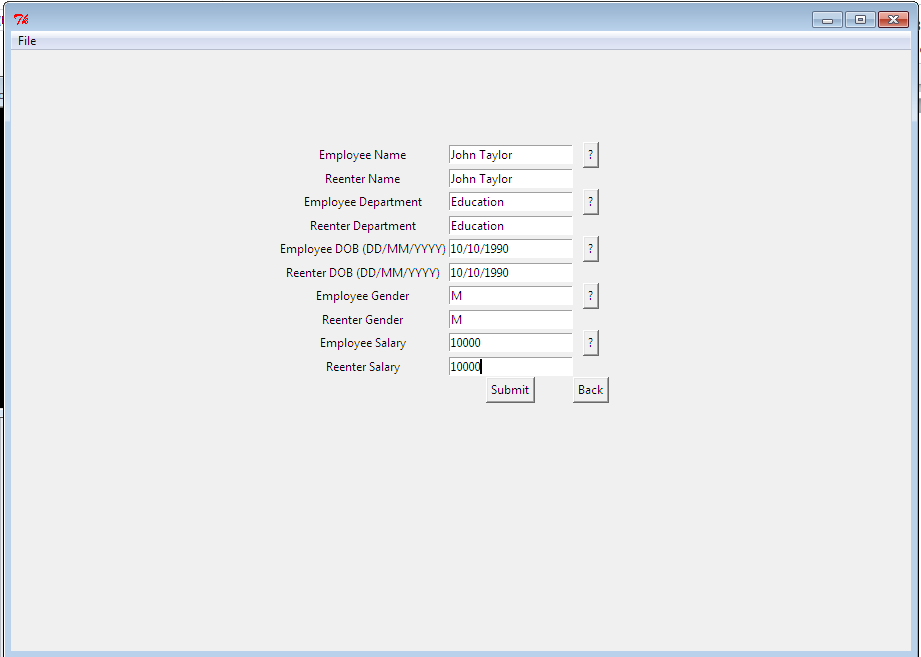 Tk
File
Employee Name John Taylor ?
Reenter Name John Taylor
Employee Department Education ?
Reenter Department Education
Employee DOB (DD/MM/YYYY) 10/10/1990 ?
Reenter DOB (DD/MM/YYYY) 10/10/1990
Employee Gender M ?
Reenter Gender M
Employee Salary 10000 ?
Reenter Salary 10000
Submit Back